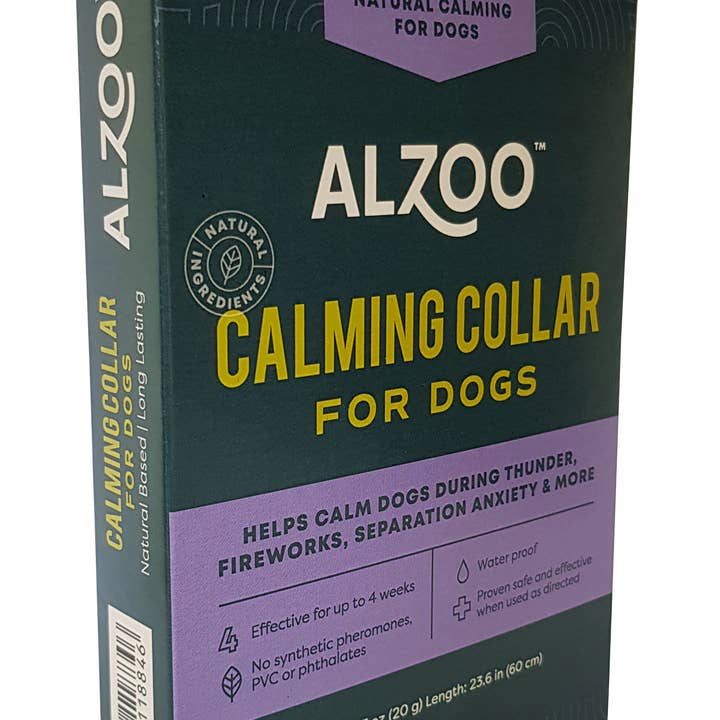 NATURAL CALMING
FOR DOGS
ALZOO™
NATURAL
INGREDIENTS
CALMING COLLAR
FOR DOGS
HELPS CALM DOGS DURING THUNDER,
FIREWORKS, SEPARATION ANXIETY & MORE
4 Effective for up to 4 weeks
No synthetic pheromones,
PVC or phthalates
Water proof
Proven safe and effective
when used as directed
oz (20 g) Length: 23.6 in (60 cm)
ALZOO
CALMING COLLAR
FOR DOGS
Natural Based | Long Lasting
118846